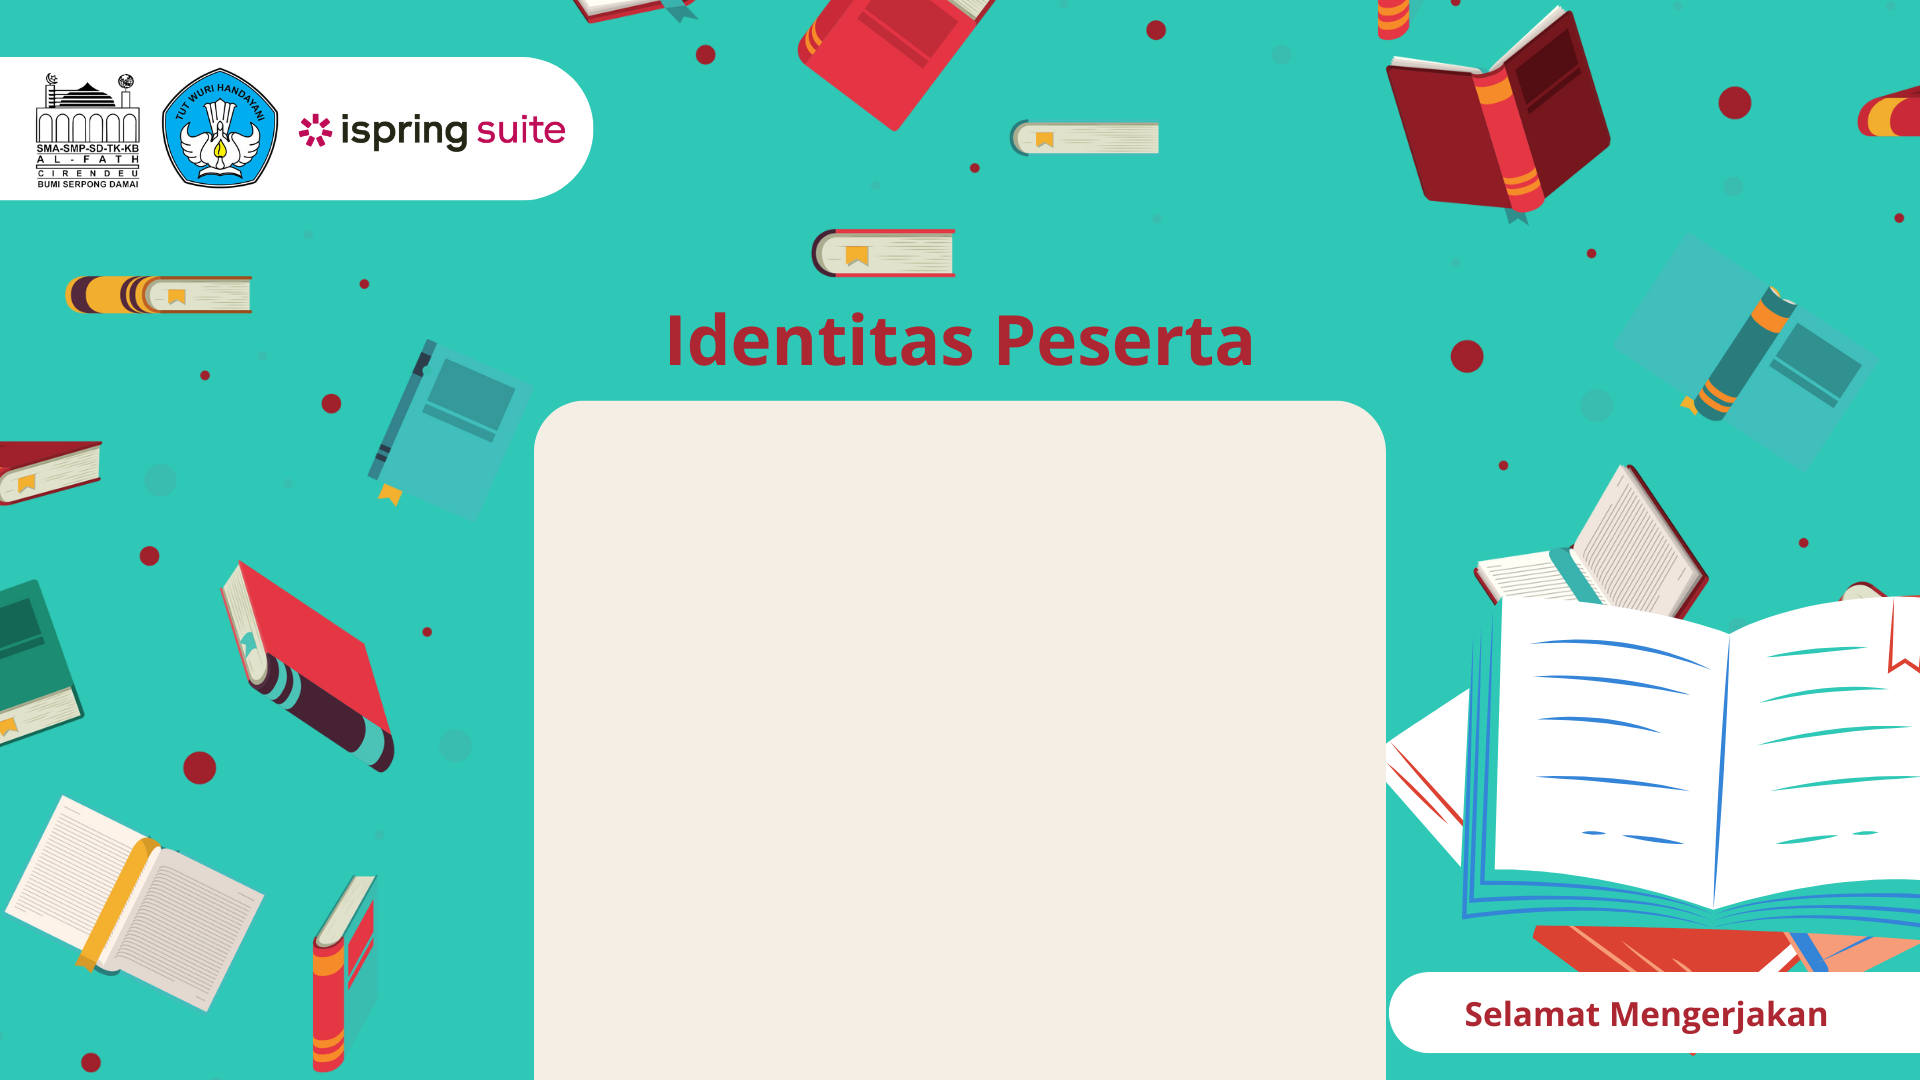 SMA-SMP-SD-TK-KB
AL-FATH
CIRENDEU
BUMI SERPONG DAMAI
TUT WURI HANDAYANI
ispring suite
Identitas Peserta
Selamat Mengerjakan